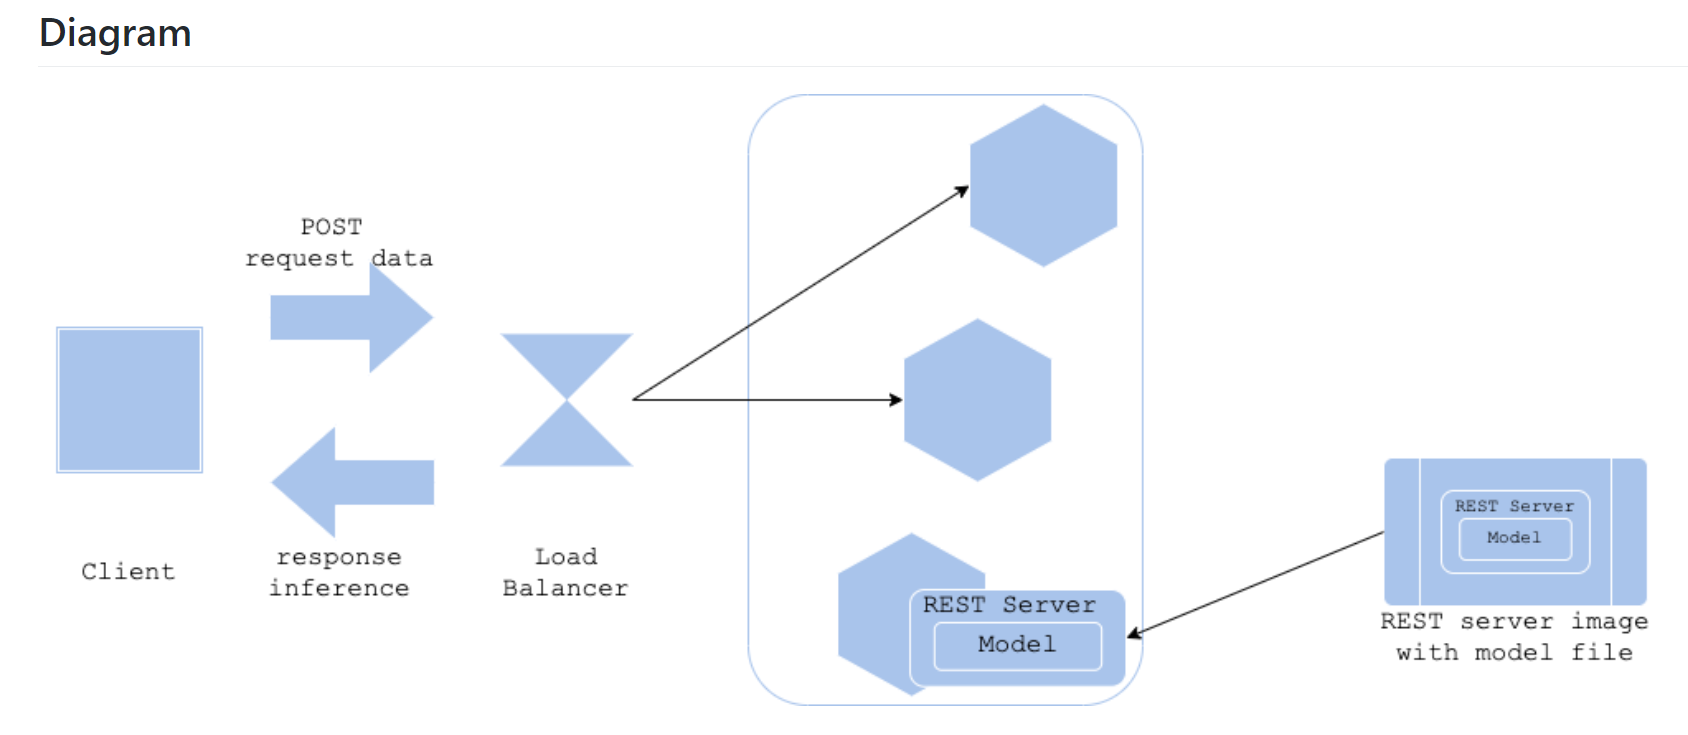 Diagram
POST
request data
Client
response
inference
Load
Balancer
REST Server
Model
REST Server
Model
REST server image
with model file